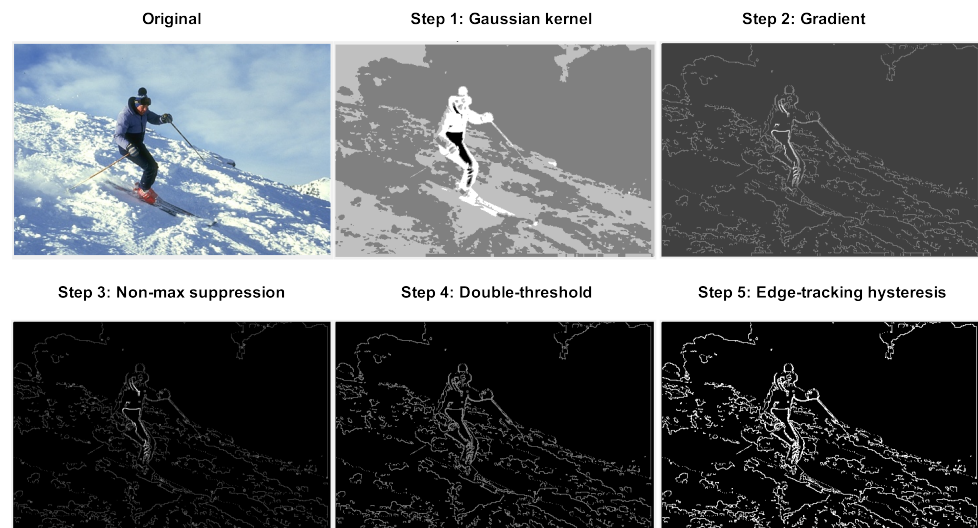 Original
Step 1: Gaussian kernel
Step 2: Gradient
Step 3: Non-max suppression
Step 4: Double-threshold
Step 5: Edge-tracking hysteresis